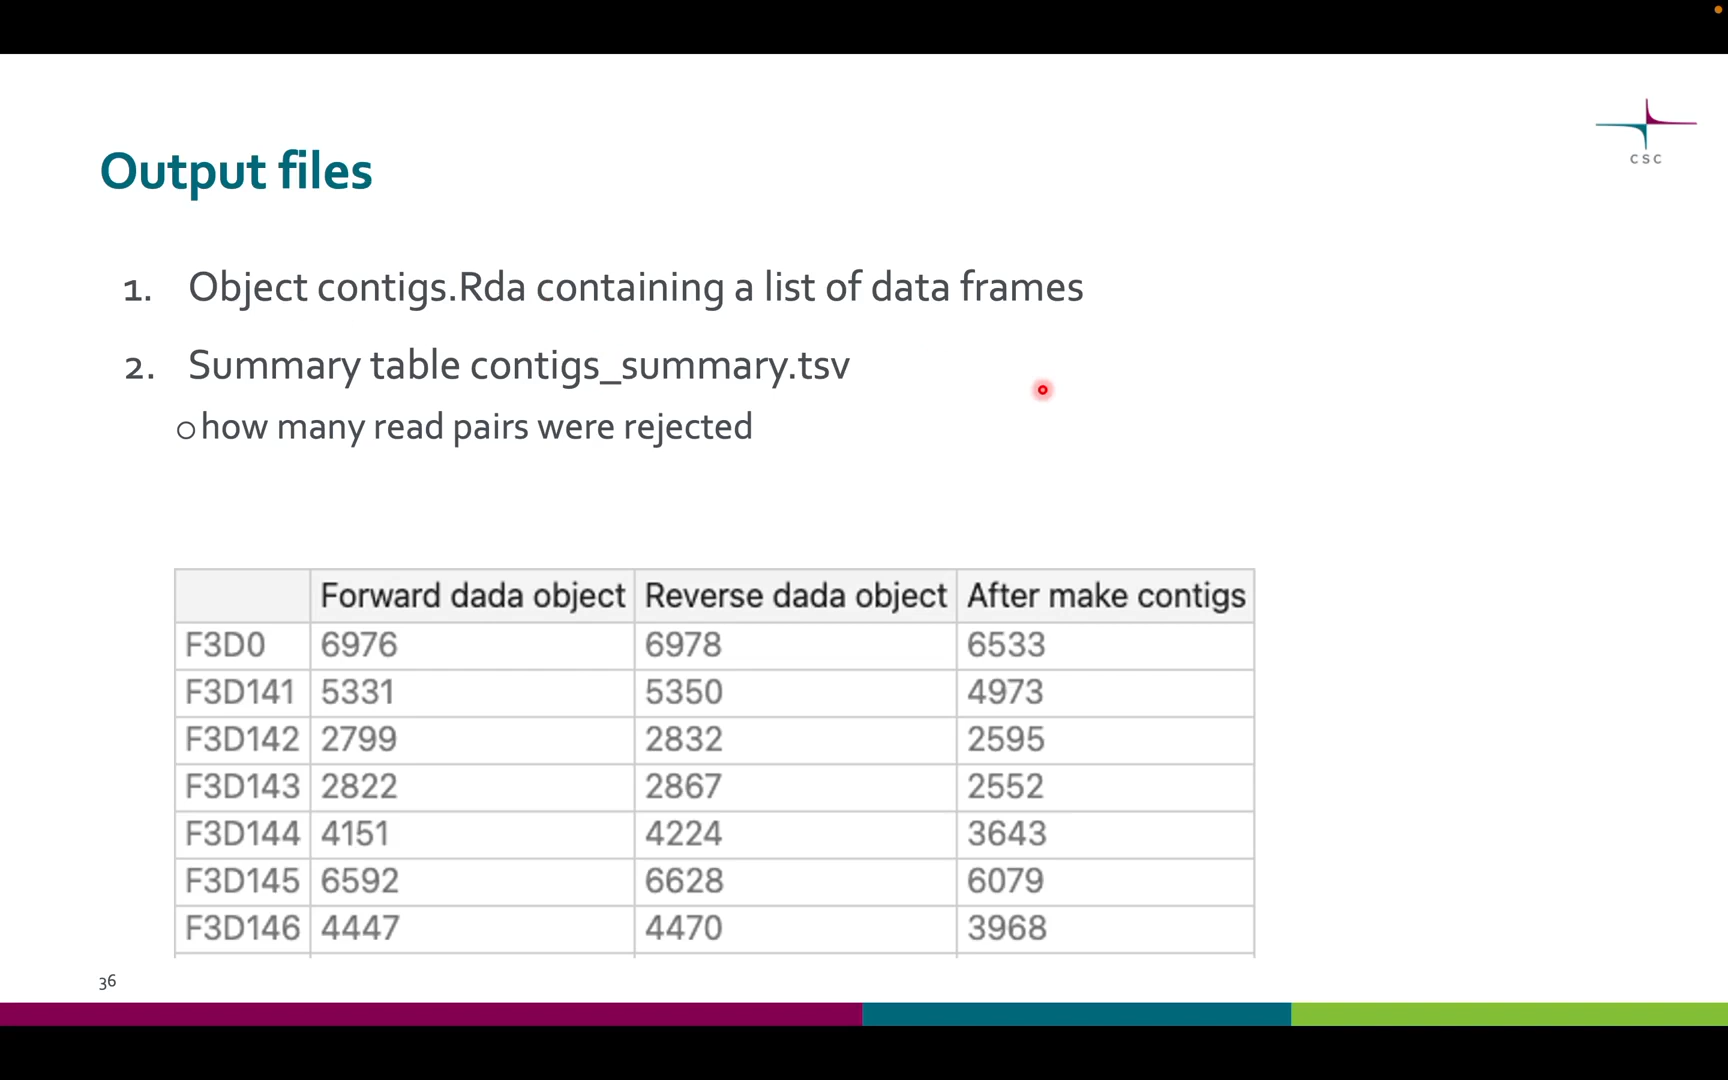 CSC
Output files
1. Object contigs.Rda containing a list of data frames
2. Summary table contigs_summary.tsv
○ how many read pairs were rejected
Forward dada object Reverse dada object After make contigs
F3D0 6976 6978 6533
F3D141 5331 5350 4973
F3D142 2799 2832 2595
F3D143 2822 2867 2552
F3D144 4151 4224 3643
F3D145 6592 6628 6079
F3D146 4447 4470 3968
36